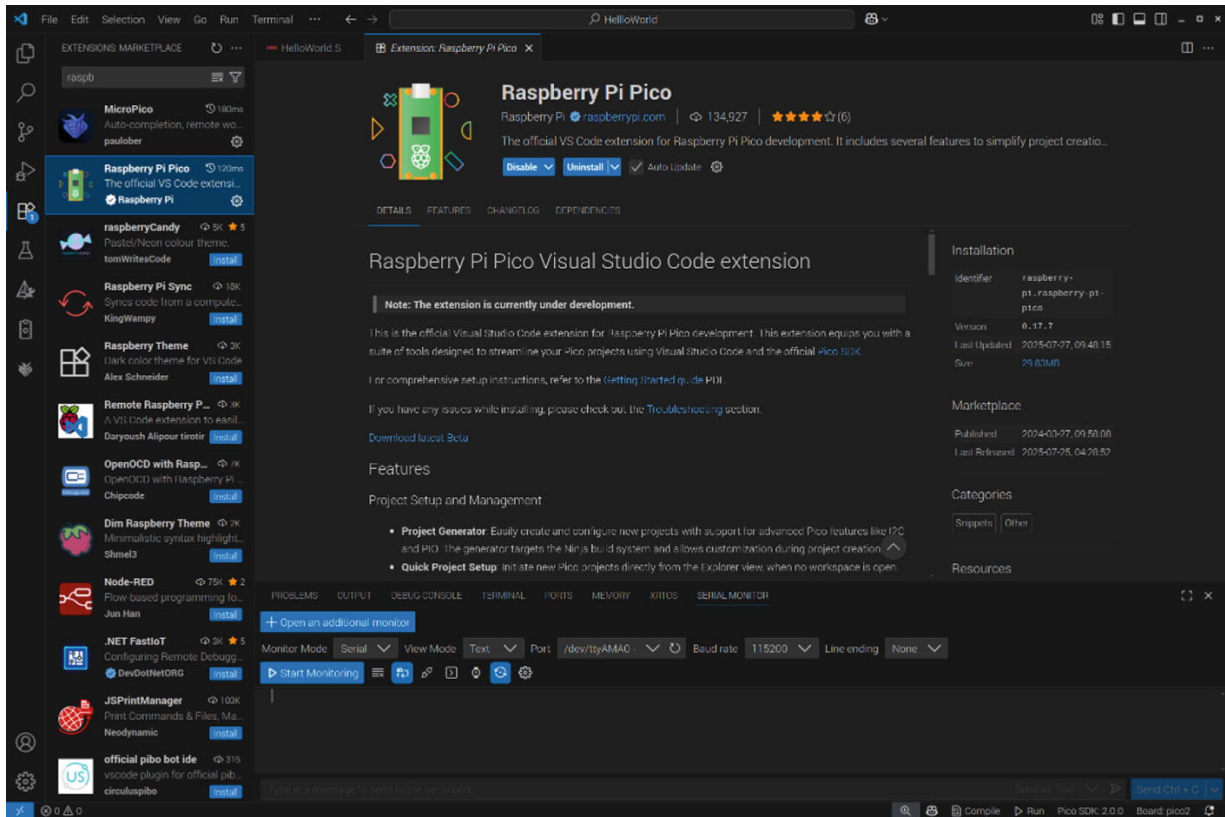 File Edit Selection View Go Run Terminal ··· HellloWorld
EXTENSIONS: MARKETPLACE
raspb
MicroPico 180ms
Auto-completion, remote wo...
paulober
Raspberry Pi Pico 120ms
The official VS Code extensi...
Raspberry Pi
raspberryCandy 5K 5
Pastel/Neon colour theme.
tomWritesCode Install
Raspberry Pi Sync 18K
Syncs code from a compute...
KingWampy Install
Raspberry Theme 3K
Dark color theme for VS Code
Alex Schneider Install
Remote Raspberry P... 3K
A VS Code extension to easil...
Daryoush Alipour tirotir Install
OpenOCD with Rasp... 7K
OpenOCD with Raspberry Pi ...
Chipcode Install
Dim Raspberry Theme 2K
Minimalistic syntax highlight...
Shmel3 Install
Node-RED 75K 2
Flow-based programming fo...
Jun Han Install
.NET FastIoT 3K 5
Configuring Remote Debugg...
DevDotNetORG Install
JSPrintManager 103K
Print Commands & Files, Ma...
Neodynamic Install
official pibo bot ide 315
vscode plugin for official pib...
circuluspibo Install
HelloWorld.S Extension: Raspberry Pi Pico
Raspberry Pi Pico
Raspberry Pi raspberrypi.com 134,927 (6)
The official VS Code extension for Raspberry Pi Pico development. It includes several features to simplify project creatio...
Disable Uninstall Auto Update
DETAILS FEATURES CHANGELOG DEPENDENCIES
Raspberry Pi Pico Visual Studio Code extension
Note: The extension is currently under development.
This is the official Visual Studio Code extension for Raspberry Pi Pico development. This extension equips you with a
suite of tools designed to streamline your Pico projects using Visual Studio Code and the official Pico SDK.
For comprehensive setup instructions, refer to the Getting Started guide PDF.
If you have any issues while installing, please check out the Troubleshooting section.
Download latest Beta
Features
Project Setup and Management
• Project Generator: Easily create and configure new projects with support for advanced Pico features like I2C
and PIO. The generator targets the Ninja build system and allows customization during project creation.
• Quick Project Setup: Initiate new Pico projects directly from the Explorer view, when no workspace is open.
Installation
Identifier raspberry-
pi.raspberry-pi-
pico
Version 0.17.7
Last Updated 2025-07-27, 09:48:15
Size 29.83MB
Marketplace
Published 2024-03-27, 09:58:08
Last Released 2025-07-25, 04:28:52
Categories
Snippets Other
Resources
PROBLEMS OUTPUT DEBUG CONSOLE TERMINAL PORTS MEMORY XRTOS SERIAL MONITOR
+ Open an additional monitor
Monitor Mode Serial View Mode Text Port /dev/ttyAMA0 - Baud rate 115200 Line ending None
Start Monitoring
Type in a message to send to the serial port. Send as Text Send Ctrl + C
0 0 Compile Run Pico SDK: 2.0.0 Board: pico2